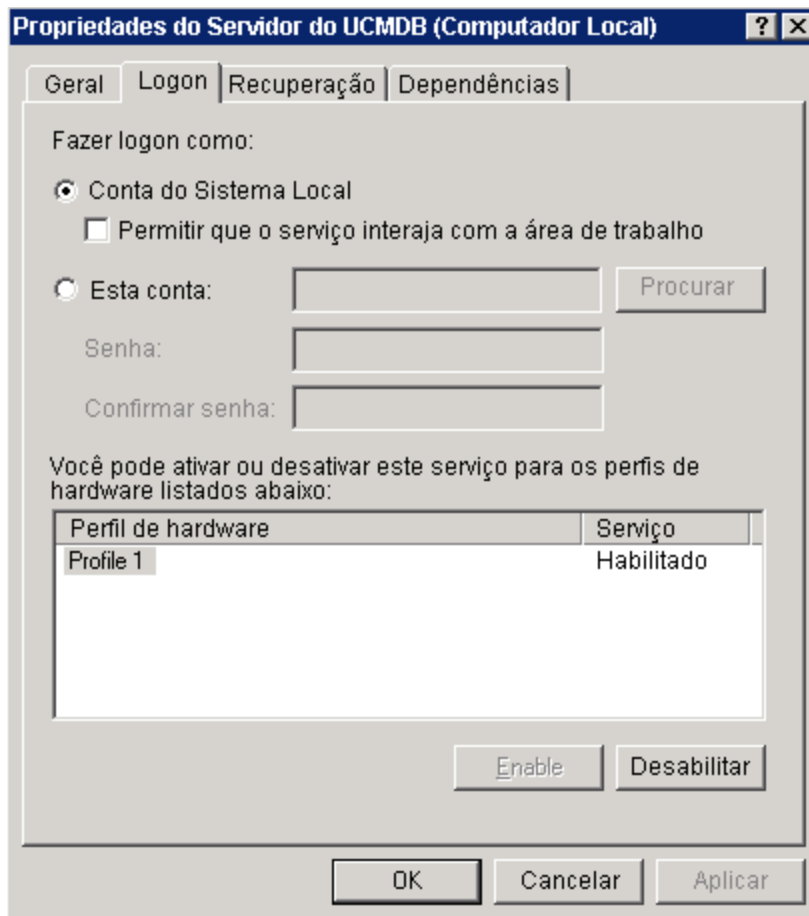 Propriedades do Servidor do UCMDB (Computador Local)
Geral
Logon
Recuperação
Dependências
Fazer logon como:
Conta do Sistema Local
Permitir que o serviço interaja com a área de trabalho
Esta conta:
Procurar
Senha:
Confirmar senha:
Você pode ativar ou desativar este serviço para os perfis de
hardware listados abaixo:
Perfil de hardware
Serviço
Profile 1
Habilitado
Enable
Desabilitar
OK
Cancelar
Aplicar